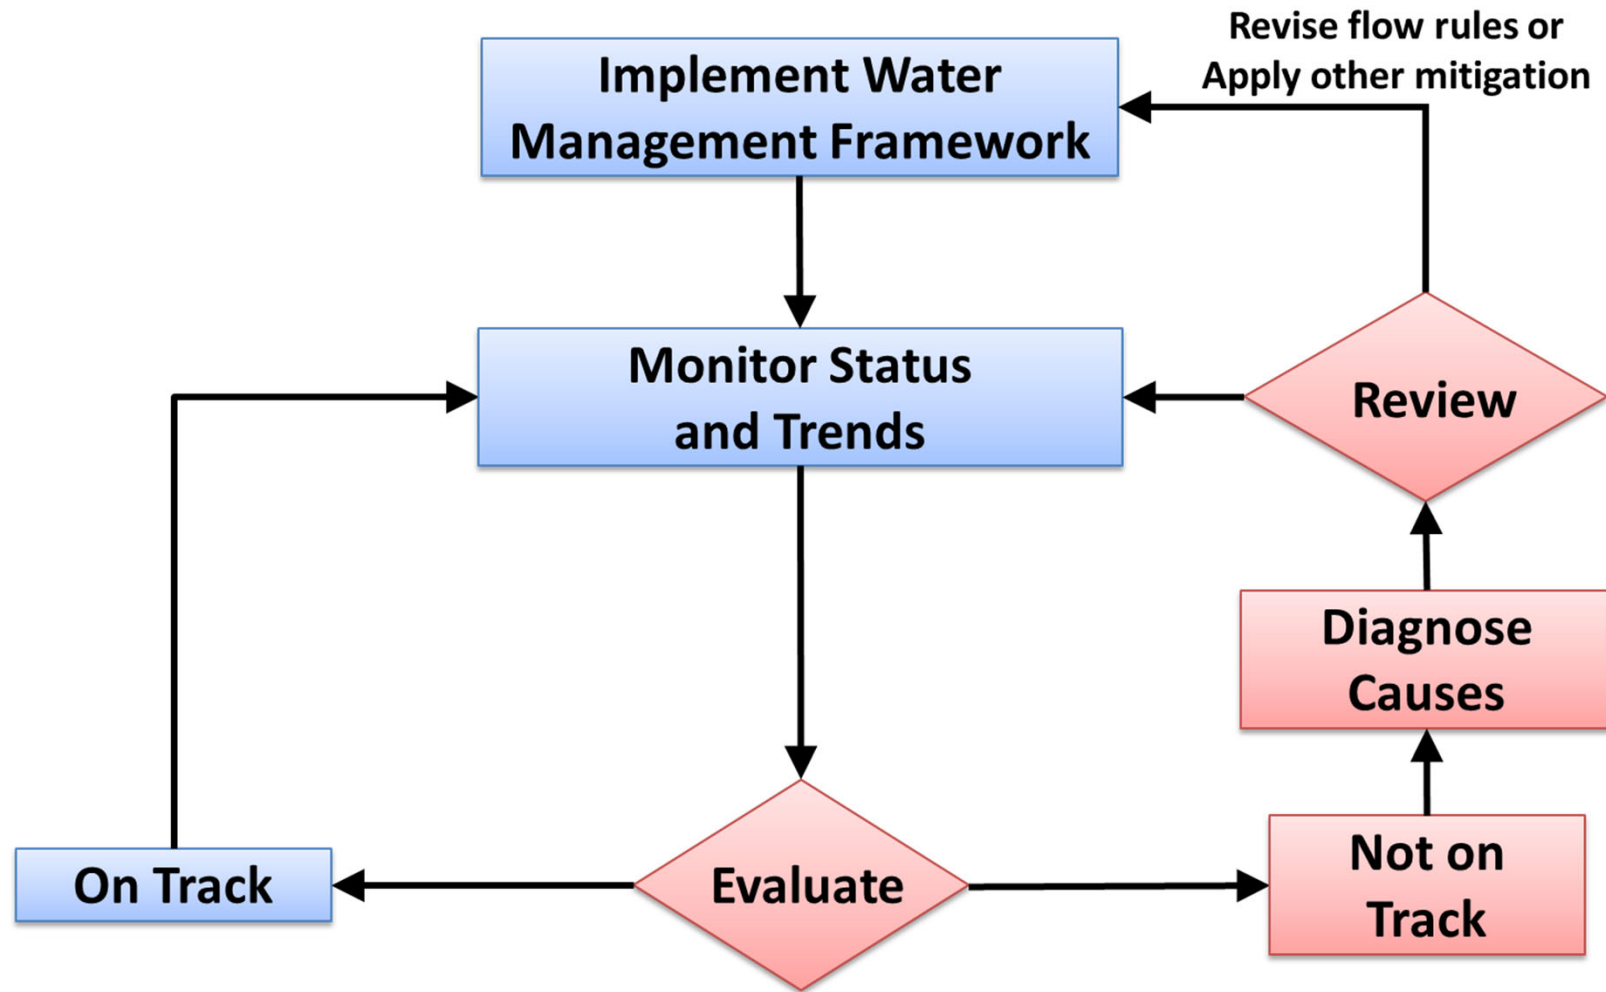 Revise flow rules or
Apply other mitigation
Implement Water
Management Framework
Monitor Status
and Trends
Review
Diagnose
Causes
On Track
Evaluate
Not on
Track